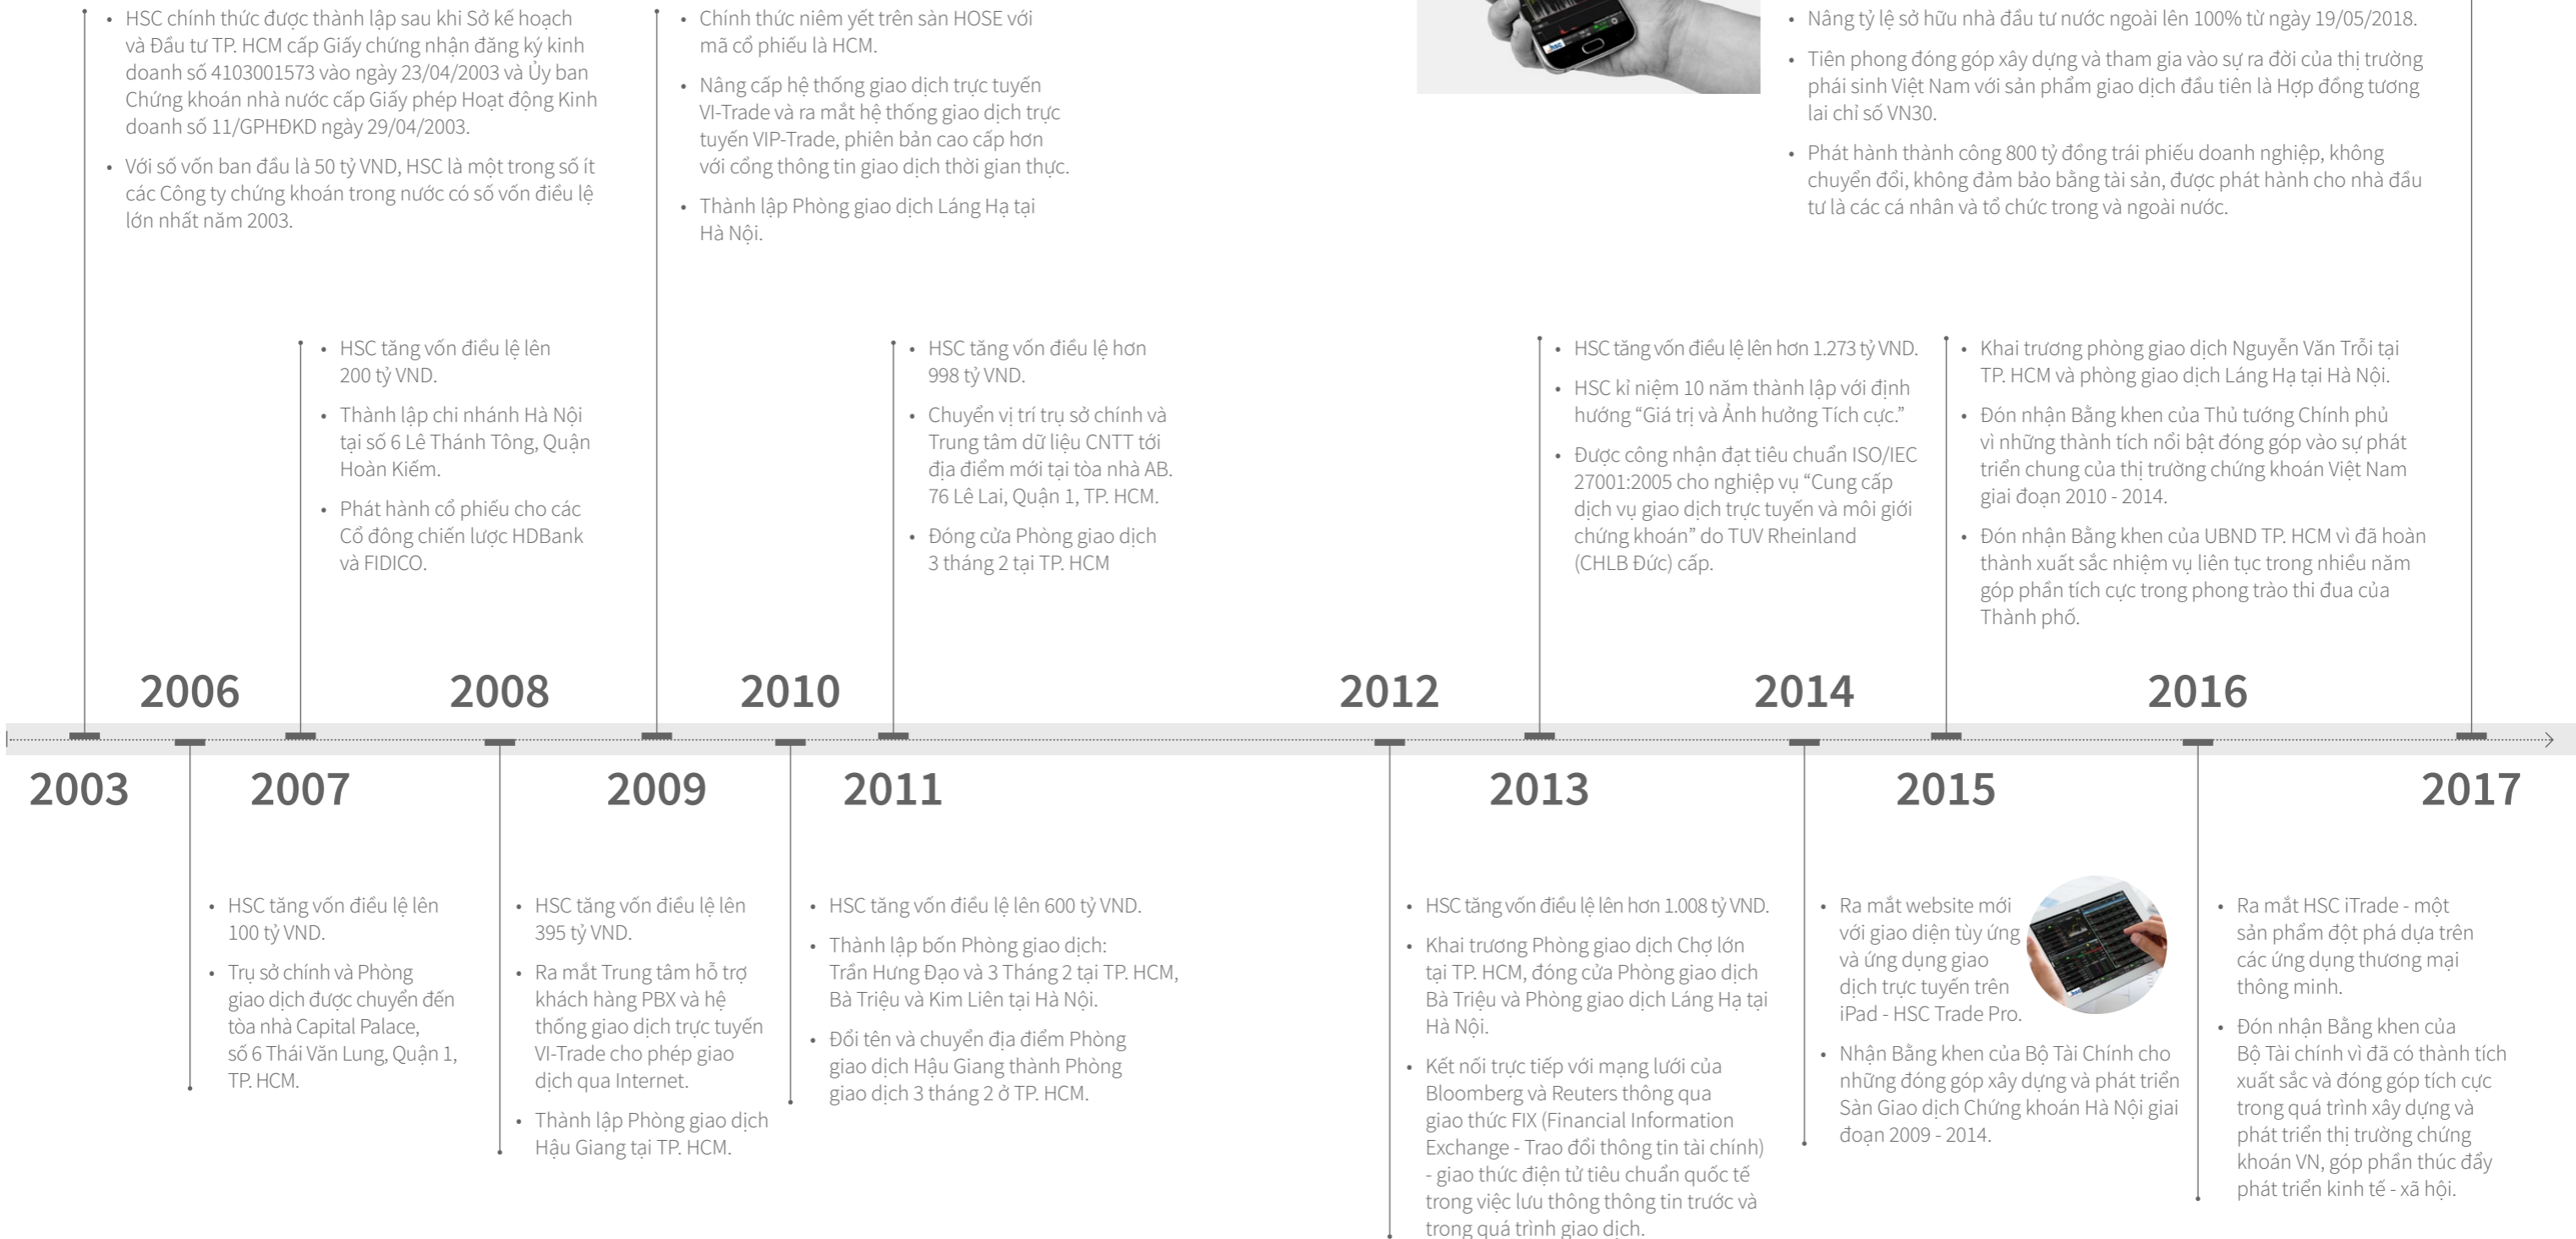 • HSC chính thức được thành lập sau khi Sở kế hoạch
và Đầu tư TP. HCM cấp Giấy chứng nhận đăng ký kinh
doanh số 4103001573 vào ngày 23/04/2003 và Ủy ban
Chứng khoán nhà nước cấp Giấy phép Hoạt động Kinh
doanh số 11/GPHĐKD ngày 29/04/2003.
• Với số vốn ban đầu là 50 tỷ VND, HSC là một trong số ít
các Công ty chứng khoán trong nước có số vốn điều lệ
lớn nhất năm 2003.
• Chính thức niêm yết trên sàn HOSE với
mã cổ phiếu là HCM.
• Nâng cấp hệ thống giao dịch trực tuyến
VI-Trade và ra mắt hệ thống giao dịch trực
tuyến VIP-Trade, phiên bản cao cấp hơn
với cổng thông tin giao dịch thời gian thực.
• Thành lập Phòng giao dịch Láng Hạ tại
Hà Nội.
• Nâng tỷ lệ sở hữu nhà đầu tư nước ngoài lên 100% từ ngày 19/05/2018.
• Tiên phong đóng góp xây dựng và tham gia vào sự ra đời của thị trường
phái sinh Việt Nam với sản phẩm giao dịch đầu tiên là Hợp đồng tương
lai chỉ số VN30.
• Phát hành thành công 800 tỷ đồng trái phiếu doanh nghiệp, không
chuyển đổi, không đảm bảo bằng tài sản, được phát hành cho nhà đầu
tư là các cá nhân và tổ chức trong và ngoài nước.
• HSC tăng vốn điều lệ lên
200 tỷ VND.
• Thành lập chi nhánh Hà Nội
tại số 6 Lê Thánh Tông, Quận
Hoàn Kiếm.
• Phát hành cổ phiếu cho các
Cổ đông chiến lược HDBank
và FIDICO.
• HSC tăng vốn điều lệ hơn
998 tỷ VND.
• Chuyển vị trí trụ sở chính và
Trung tâm dữ liệu CNTT tới
địa điểm mới tại tòa nhà AB.
76 Lê Lai, Quận 1, TP. HCM.
• Đóng cửa Phòng giao dịch
3 tháng 2 tại TP. HCM
• HSC tăng vốn điều lệ lên hơn 1.273 tỷ VND.
• HSC kỉ niệm 10 năm thành lập với định
hướng “Giá trị và Ảnh hưởng Tích cực.”
• Được công nhận đạt tiêu chuẩn ISO/IEC
27001:2005 cho nghiệp vụ “Cung cấp
dịch vụ giao dịch trực tuyến và môi giới
chứng khoán” do TUV Rheinland
(CHLB Đức) cấp.
• Khai trương phòng giao dịch Nguyễn Văn Trỗi tại
TP. HCM và phòng giao dịch Láng Hạ tại Hà Nội.
• Đón nhận Bằng khen của Thủ tướng Chính phủ
vì những thành tích nổi bật đóng góp vào sự phát
triển chung của thị trường chứng khoán Việt Nam
giai đoạn 2010 - 2014.
• Đón nhận Bằng khen của UBND TP. HCM vì đã hoàn
thành xuất sắc nhiệm vụ liên tục trong nhiều năm
góp phần tích cực trong phong trào thi đua của
Thành phố.
2006
2008
2010
2012
2014
2016
2003
2007
2009
2011
2013
2015
2017
• HSC tăng vốn điều lệ lên
100 tỷ VND.
• Trụ sở chính và Phòng
giao dịch được chuyển đến
tòa nhà Capital Palace,
số 6 Thái Văn Lung, Quận 1,
TP. HCM.
• HSC tăng vốn điều lệ lên
395 tỷ VND.
• Ra mắt Trung tâm hỗ trợ
khách hàng PBX và hệ
thống giao dịch trực tuyến
VI-Trade cho phép giao
dịch qua Internet.
• Thành lập Phòng giao dịch
Hậu Giang tại TP. HCM.
• HSC tăng vốn điều lệ lên 600 tỷ VND.
• Thành lập bốn Phòng giao dịch:
Trần Hưng Đạo và 3 Tháng 2 tại TP. HCM,
Bà Triệu và Kim Liên tại Hà Nội.
• Đổi tên và chuyển địa điểm Phòng
giao dịch Hậu Giang thành Phòng
giao dịch 3 tháng 2 ở TP. HCM.
• HSC tăng vốn điều lệ lên hơn 1.008 tỷ VND.
• Khai trương Phòng giao dịch Chợ lớn
tại TP. HCM, đóng cửa Phòng giao dịch
Bà Triệu và Phòng giao dịch Láng Hạ tại
Hà Nội.
• Kết nối trực tiếp với mạng lưới của
Bloomberg và Reuters thông qua
giao thức FIX (Financial Information
Exchange - Trao đổi thông tin tài chính)
- giao thức điện tử tiêu chuẩn quốc tế
trong việc lưu thông thông tin trước và
trong quá trình giao dịch.
• Ra mắt website mới
với giao diện tùy ứng
và ứng dụng giao
dịch trực tuyến trên
iPad - HSC Trade Pro.
• Nhận Bằng khen của Bộ Tài Chính cho
những đóng góp xây dựng và phát triển
Sàn Giao dịch Chứng khoán Hà Nội giai
đoạn 2009 - 2014.
• Ra mắt HSC iTrade - một
sản phẩm đột phá dựa trên
các ứng dụng thương mại
thông minh.
• Đón nhận Bằng khen của
Bộ Tài chính vì đã có thành tích
xuất sắc và đóng góp tích cực
trong quá trình xây dựng và
phát triển thị trường chứng
khoán VN, góp phần thúc đẩy
phát triển kinh tế - xã hội.